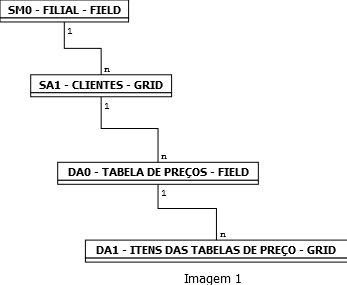 SM0 - FILIAL - FIELD
1
n
SA1 - CLIENTES - GRID
1
n
DA0 - TABELA DE PREÇOS - FIELD
1
n
DA1 - ITENS DAS TABELAS DE PREÇO - GRID
Imagem 1